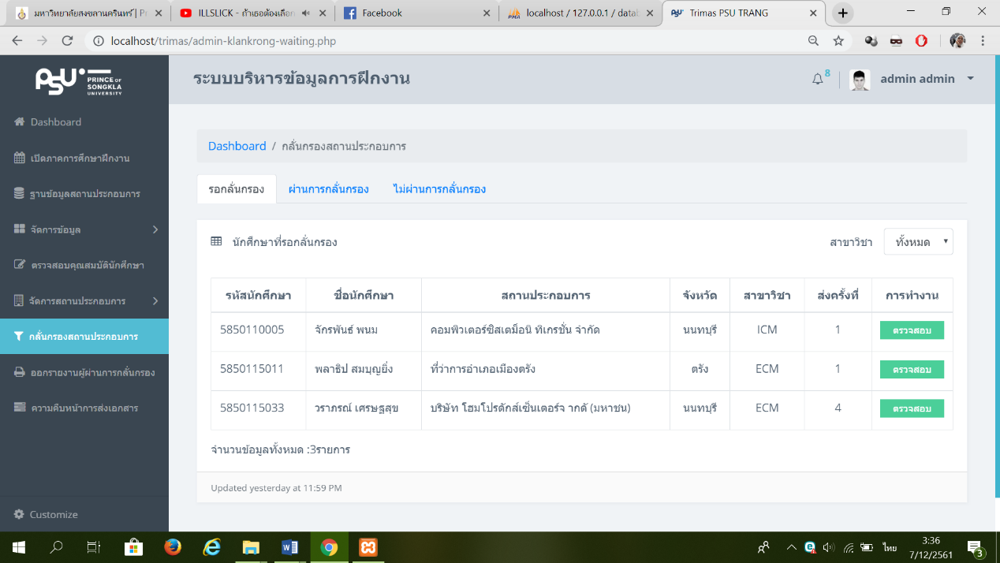 มหาวิทยาลัยสงขลานครินทร์ | Pr
ILLSLICK - ถ้าเธอต้องเลือก
Facebook
localhost / 127.0.0.1 / datal
Trimas PSU TRANG
localhost/trimas/admin-klankrong-waiting.php
PSU PRINCE OF
SONGKLA
UNIVERSITY
ระบบบริหารข้อมูลการฝึกงาน
8
admin admin
Dashboard
เปิดภาคการศึกษาฝึกงาน
ฐานข้อมูลสถานประกอบการ
จัดการข้อมูล
ตรวจสอบคุณสมบัตินักศึกษา
จัดการสถานประกอบการ
กลั่นกรองสถานประกอบการ
ออกรายงานผู้ผ่านการกลั่นกรอง
ความคืบหน้าการส่งเอกสาร
Customize
Dashboard / กลั่นกรองสถานประกอบการ
รอกลั่นกรอง ผ่านการกลั่นกรอง ไม่ผ่านการกลั่นกรอง
นักศึกษาที่รอกลั่นกรอง สาขาวิชา ทั้งหมด
รหัสนักศึกษา ชื่อนักศึกษา สถานประกอบการ จังหวัด สาขาวิชา ส่งครั้งที่ การทำงาน
5850110005 จักรพันธ์ พนม คอมพิวเตอร์ซิสเต็มอนิ ทิเกรชั่น จำกัด นนทบุรี ICM 1 ตรวจสอบ
5850115011 พลาธิป สมบุญยิ่ง ที่ว่าการอำเภอเมืองตรัง ตรัง ECM 1 ตรวจสอบ
5850115033 วราภรณ์ เศรษฐสุข บริษัท โฮมโปรดักส์เซ็นเตอร์จ ากดั (มหาชน) นนทบุรี ECM 4 ตรวจสอบ
จำนวนข้อมูลทั้งหมด :3รายการ
Updated yesterday at 11:59 PM
ไทย
3:36
7/12/2561
3